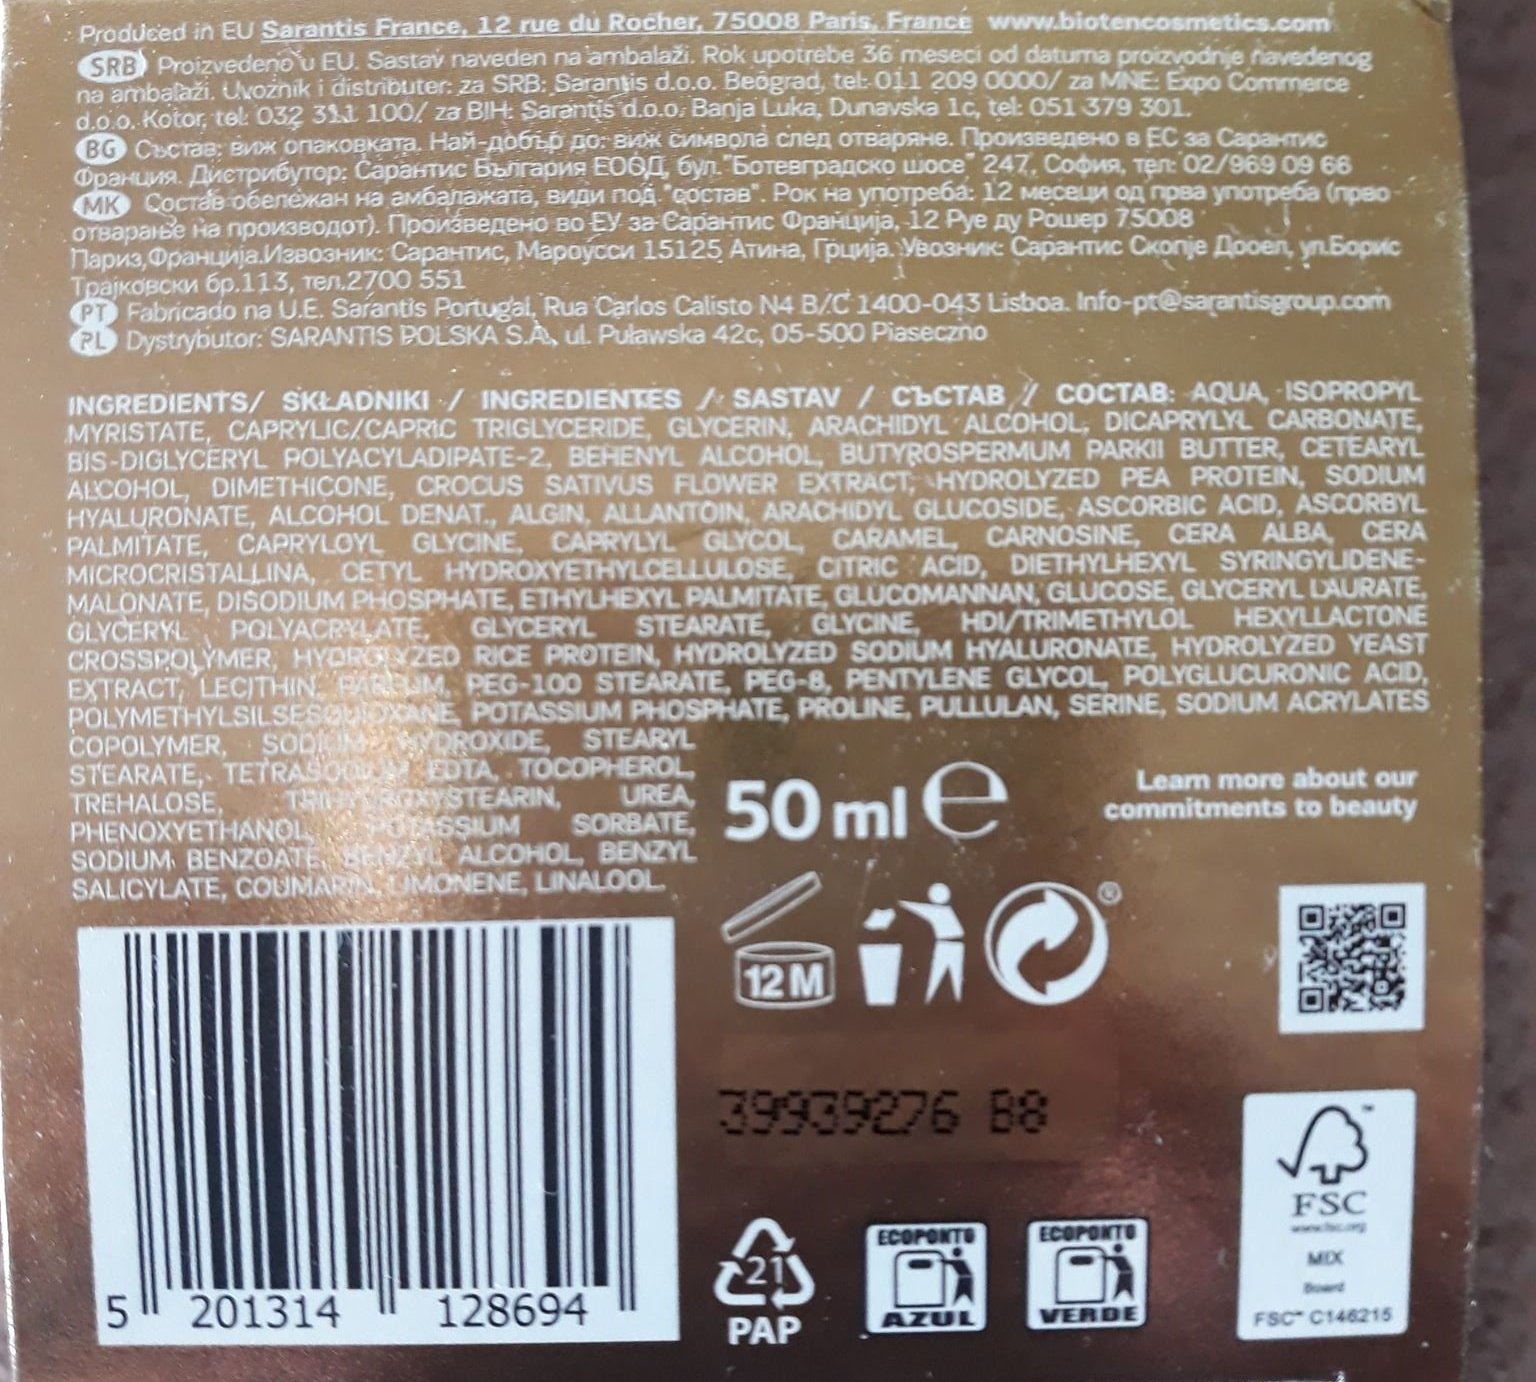 Produced in EU Sarantis France, 12 rue du Rocher, 75008 Paris, France www.biotencosmetics.com
SRB Proizvedeno u EU. Sastav naveden na ambalaži. Rok upotrebe 36 meseci od datuma proizvodnje navedenog
na ambalaži. Uvoznik i distributer: za SRB: Sarantis d.o.o. Beograd, tel: 011 209 0000/ za MNE: Expo Commerce
d.o.o. Kotor, tel: 032 311 100/ za BIH: Sarantis d.o.o. Banja Luka, Dunavska 1c, tel: 051 379 301.
BG Състав: виж опаковката. Най-добър до: виж символа след отваряне. Произведено в ЕС за Сарантис
Франция. Дистрибутор: Сарантис България ЕООД, бул. "Ботевградско шосе" 247, София, тел: 02/969 09 66
MK Состав обележан на амбалажата, види под "состав". Рок на употреба: 12 месеци од прва употреба (прво
отварање на производот). Произведено во ЕУ за Сарантис Франција, 12 Руе ду Рошер 75008
Париз,Франција.Извозник: Сарантис, Мароусси 15125 Атина, Грција. Увозник: Сарантис Скопје Дооел, ул.Борис
Трајковски бр.113, тел.2700 551
PT Fabricado na U.E. Sarantis Portugal, Rua Carlos Calisto N4 B/C 1400-043 Lisboa. Info-pt@sarantisgroup.com
PL Dystrybutor: SARANTIS POLSKA S.A., ul. Puławska 42c, 05-500 Piaseczno
INGREDIENTS/ SKŁADNIKI / INGREDIENTES / SASTAV / СЪСТАВ / СОСТАВ: AQUA, ISOPROPYL
MYRISTATE, CAPRYLIC/CAPRIC TRIGLYCERIDE, GLYCERIN, ARACHIDYL ALCOHOL, DICAPRYLYL CARBONATE,
BIS-DIGLYCERYL POLYACYLADIPATE-2, BEHENYL ALCOHOL, BUTYROSPERMUM PARKII BUTTER, CETEARYL
ALCOHOL, DIMETHICONE, CROCUS SATIVUS FLOWER EXTRACT, HYDROLYZED PEA PROTEIN, SODIUM
HYALURONATE, ALCOHOL DENAT., ALGIN, ALLANTOIN, ARACHIDYL GLUCOSIDE, ASCORBIC ACID, ASCORBYL
PALMITATE, CAPRYLOYL GLYCINE, CAPRYLYL GLYCOL, CARAMEL, CARNOSINE, CERA ALBA, CERA
MICROCRISTALLINA, CETYL HYDROXYETHYLCELLULOSE, CITRIC ACID, DIETHYLHEXYL SYRINGYLIDENE-
MALONATE, DISODIUM PHOSPHATE, ETHYLHEXYL PALMITATE, GLUCOMANNAN, GLUCOSE, GLYCERYL LAURATE,
GLYCERYL POLYACRYLATE, GLYCERYL STEARATE, GLYCINE, HDI/TRIMETHYLOL HEXYLLACTONE
CROSSPOLYMER, HYDROLYZED RICE PROTEIN, HYDROLYZED SODIUM HYALURONATE, HYDROLYZED YEAST
EXTRACT, LECITHIN, PARFUM, PEG-100 STEARATE, PEG-8, PENTYLENE GLYCOL, POLYGLUCURONIC ACID,
POLYMETHYLSILSESQUIOXANE, POTASSIUM PHOSPHATE, PROLINE, PULLULAN, SERINE, SODIUM ACRYLATES
COPOLYMER, SODIUM HYDROXIDE, STEARYL
STEARATE, TETRASODIUM EDTA, TOCOPHEROL,
TREHALOSE, TRIHYDROXYSTEARIN, UREA,
PHENOXYETHANOL, POTASSIUM SORBATE,
SODIUM BENZOATE, BENZYL ALCOHOL, BENZYL
SALICYLATE, COUMARIN, LIMONENE, LINALOOL.
50 ml e
Learn more about our
commitments to beauty
12 M
®
39939276 B8
5 201314 128694
21
PAP
ECOPONTO
AZUL
ECOPONTO
VERDE
FSC
www.fsc.org
MIX
Board
FSC™ C146215